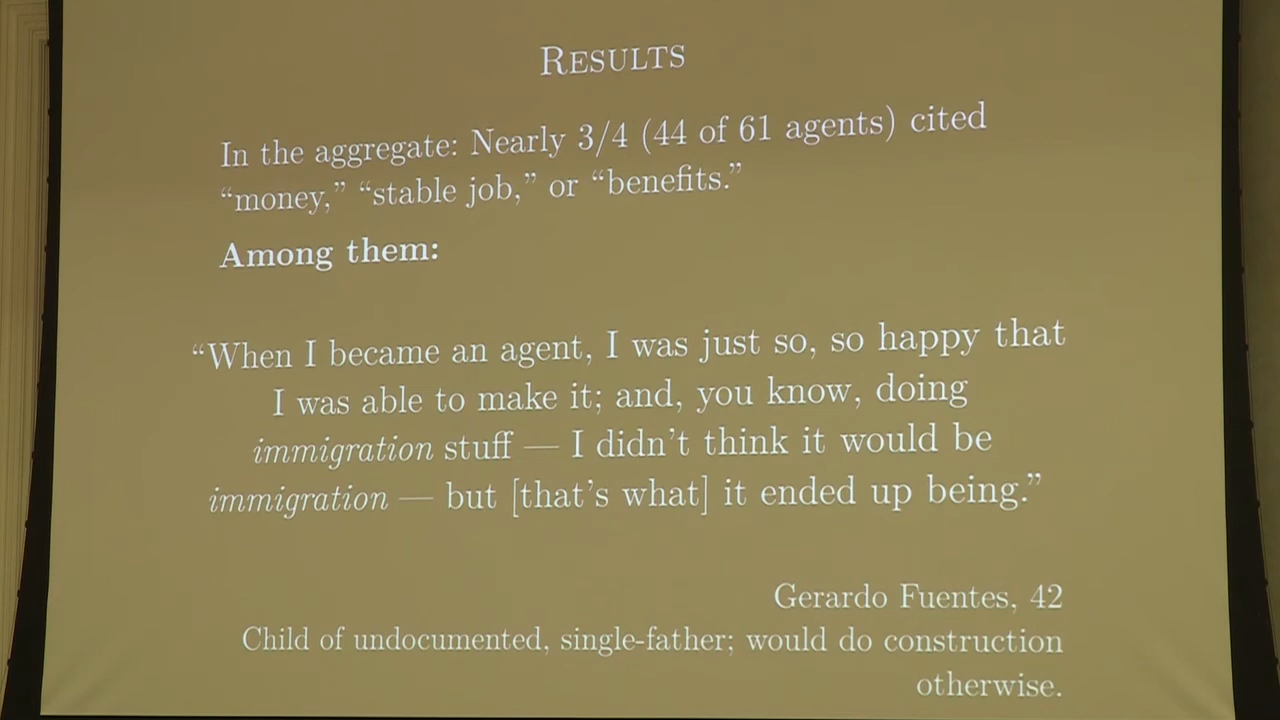 RESULTS
In the aggregate: Nearly 3/4 (44 of 61 agents) cited
“money,” “stable job,” or “benefits.”
Among them:
“When I became an agent, I was just so, so happy that
I was able to make it; and, you know, doing
immigration stuff — I didn’t think it would be
immigration — but [that’s what] it ended up being.”
Gerardo Fuentes, 42
Child of undocumented, single-father; would do construction
otherwise.